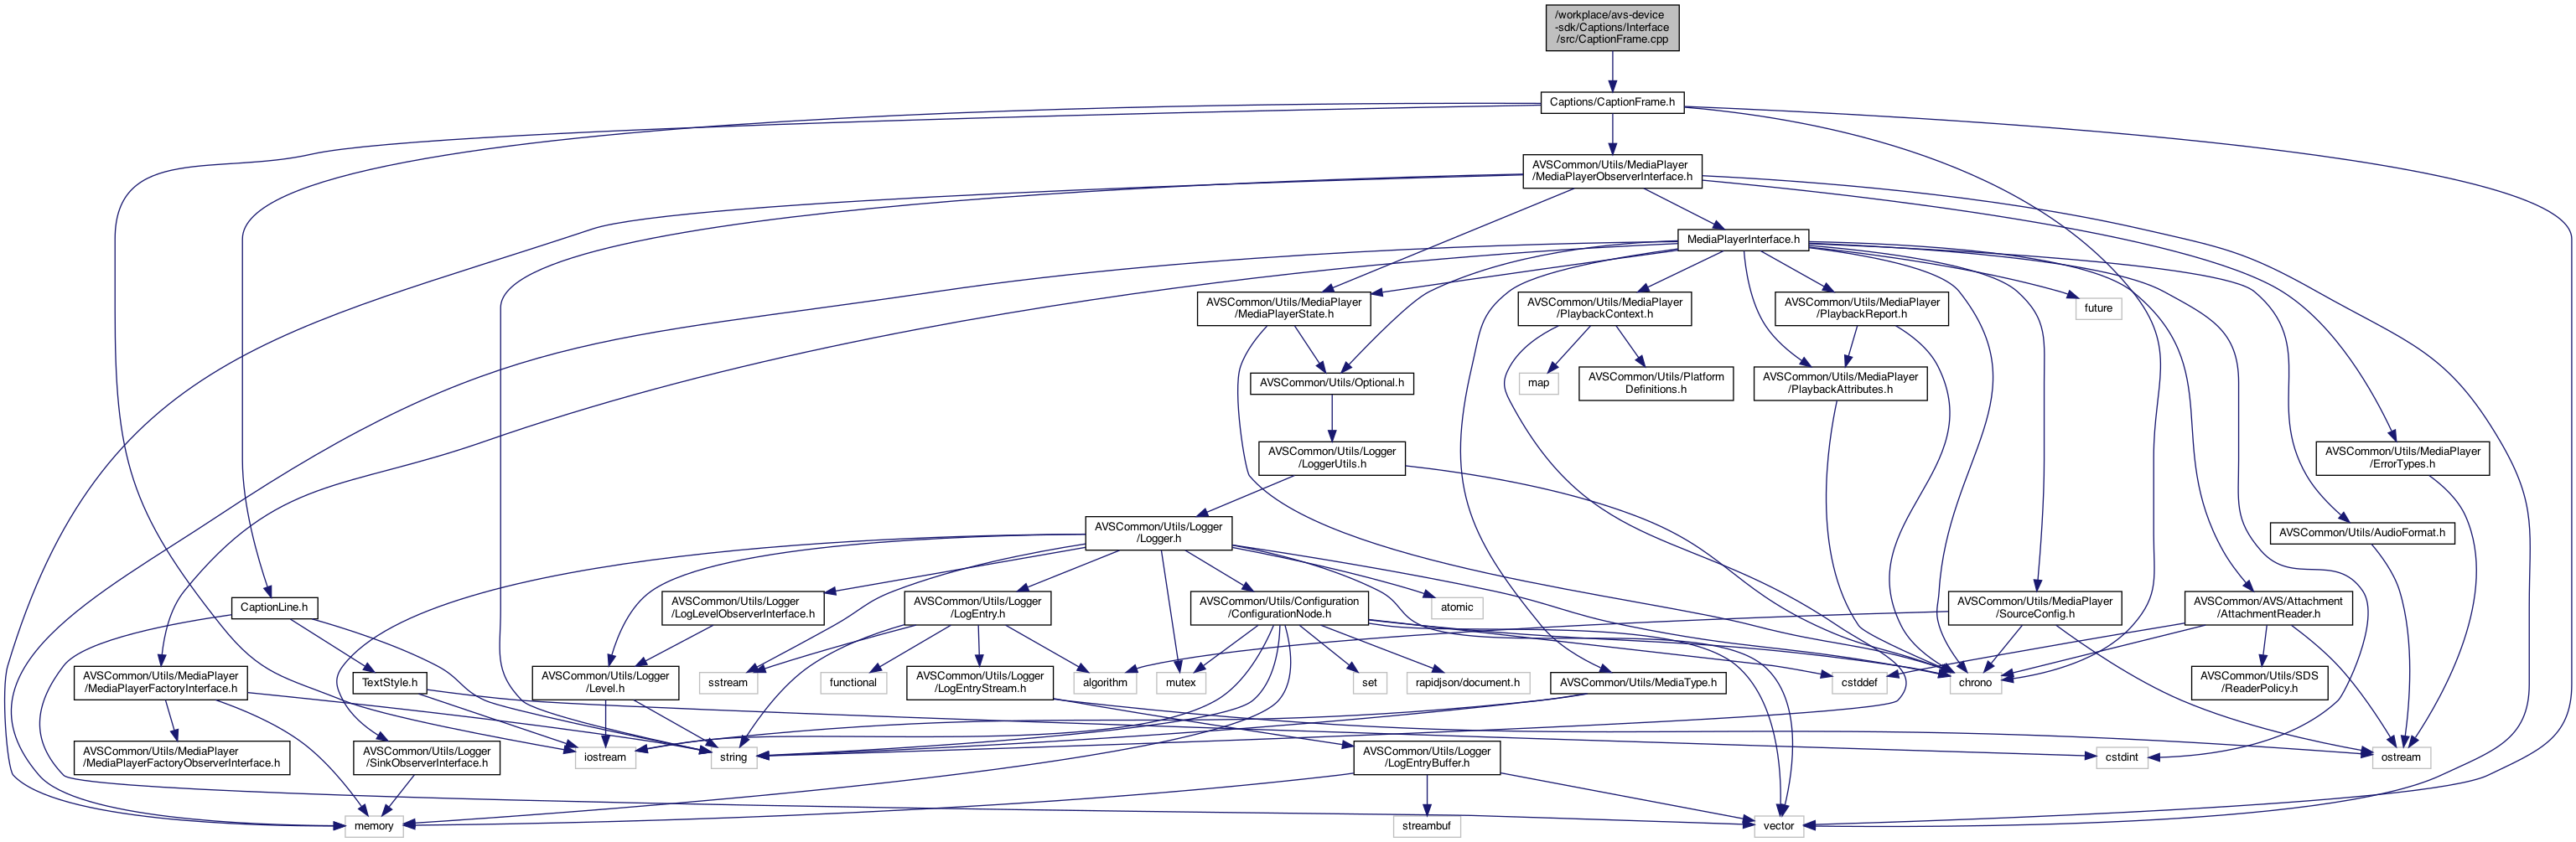 /workplace/avs-device
-sdk/Captions/Interface
/src/CaptionFrame.cpp
Captions/CaptionFrame.h
AVSCommon/Utils/MediaPlayer
/MediaPlayerObserverInterface.h
MediaPlayerInterface.h
AVSCommon/Utils/MediaPlayer
/MediaPlayerState.h
AVSCommon/Utils/MediaPlayer
/PlaybackContext.h
AVSCommon/Utils/MediaPlayer
/PlaybackReport.h
future
AVSCommon/Utils/Optional.h
map
AVSCommon/Utils/Platform
Definitions.h
AVSCommon/Utils/MediaPlayer
/PlaybackAttributes.h
AVSCommon/Utils/Logger
/LoggerUtils.h
AVSCommon/Utils/MediaPlayer
/ErrorTypes.h
AVSCommon/Utils/Logger
/Logger.h
AVSCommon/Utils/AudioFormat.h
CaptionLine.h
AVSCommon/Utils/Logger
/LogLevelObserverInterface.h
AVSCommon/Utils/Logger
/LogEntry.h
AVSCommon/Utils/Configuration
/ConfigurationNode.h
atomic
AVSCommon/Utils/MediaPlayer
/SourceConfig.h
AVSCommon/AVS/Attachment
/AttachmentReader.h
AVSCommon/Utils/MediaPlayer
/MediaPlayerFactoryInterface.h
TextStyle.h
AVSCommon/Utils/Logger
/Level.h
sstream
functional
AVSCommon/Utils/Logger
/LogEntryStream.h
algorithm
mutex
set
rapidjson/document.h
AVSCommon/Utils/MediaType.h
cstddef
chrono
AVSCommon/Utils/SDS
/ReaderPolicy.h
AVSCommon/Utils/MediaPlayer
/MediaPlayerFactoryObserverInterface.h
AVSCommon/Utils/Logger
/SinkObserverInterface.h
iostream
string
AVSCommon/Utils/Logger
/LogEntryBuffer.h
cstdint
ostream
memory
streambuf
vector